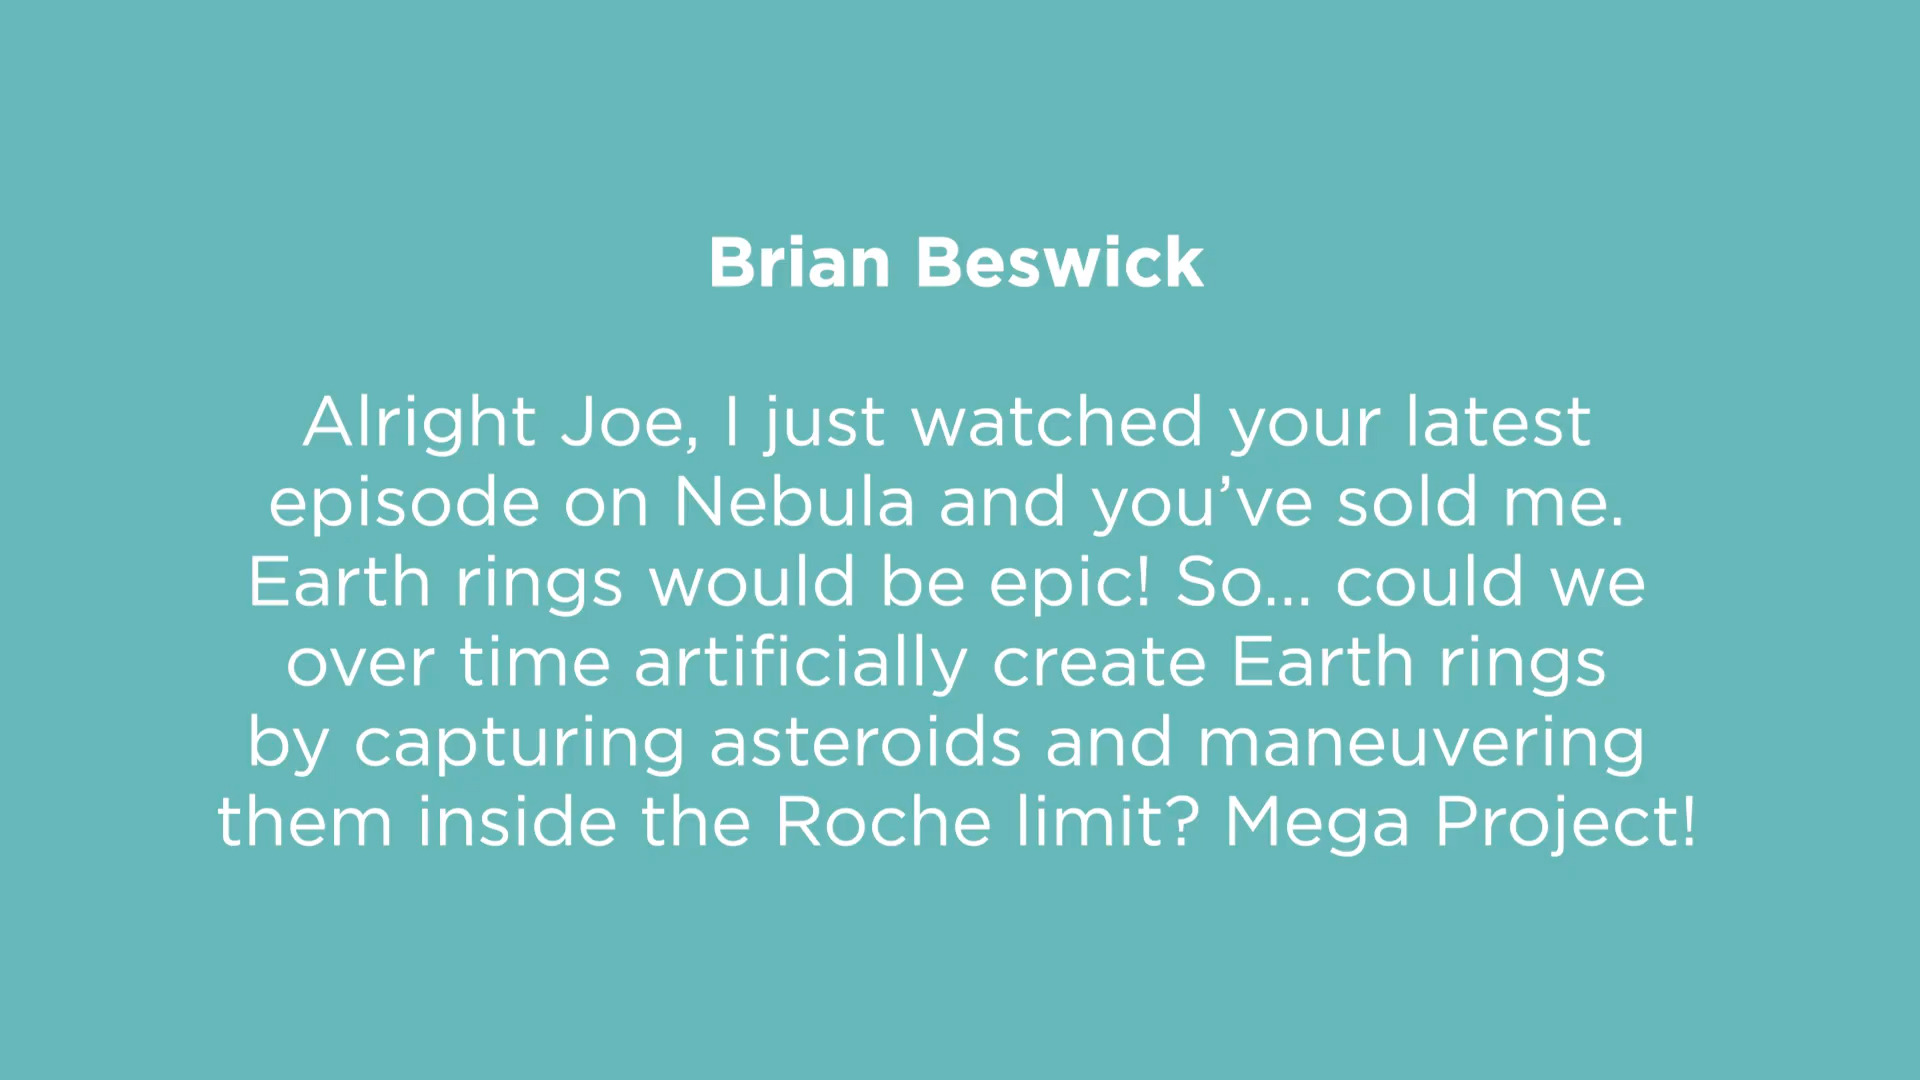 Brian Beswick
Alright Joe, I just watched your latest
episode on Nebula and you’ve sold me.
Earth rings would be epic! So... could we
over time artificially create Earth rings
by capturing asteroids and maneuvering
them inside the Roche limit? Mega Project!